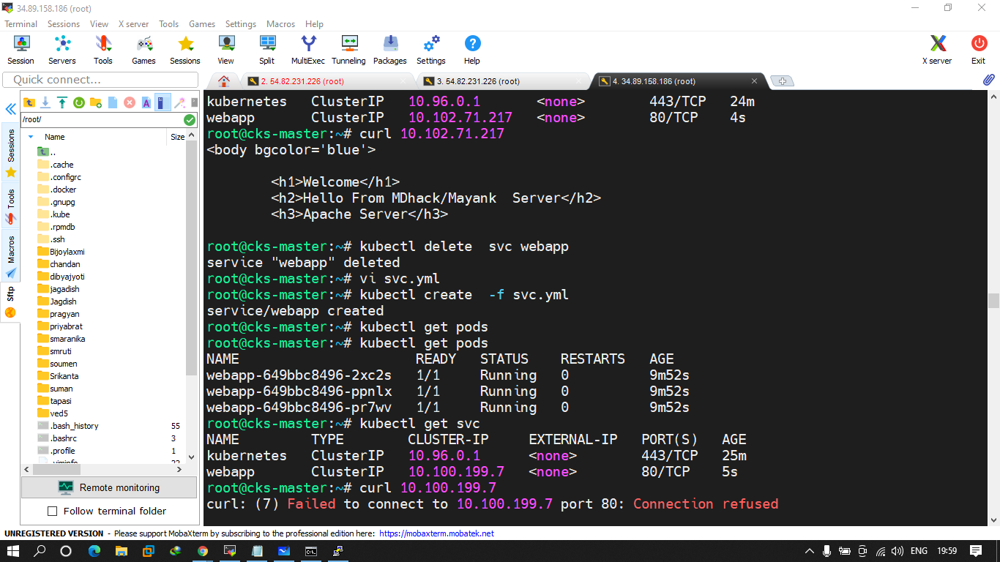 34.89.158.186 (root)
Terminal Sessions View X server Tools Games Settings Macros Help
Session Servers Tools Games Sessions View Split MultiExec Tunneling Packages Settings Help X server Exit
Quick connect...
2. 54.82.231.226 (root)
3. 54.82.231.226 (root)
4. 34.89.158.186 (root)
Sessions
Tools
Macros
Sftp
/root/
Name Size
..
.cache
.configrc
.docker
.gnupg
.kube
.rpmdb
.ssh
Bijoylaxmi
chandan
dibyajyoti
jagadish
Jagdish
pragyan
priyabrat
smaranika
smruti
soumen
Srikanta
suman
tapasi
ved5
.bash_history 55
.bashrc 3
.profile 1
.viminfo 22
Remote monitoring
Follow terminal folder
kubernetes ClusterIP 10.96.0.1 <none> 443/TCP 24m
webapp ClusterIP 10.102.71.217 <none> 80/TCP 4s
root@cks-master:~# curl 10.102.71.217
<body bgcolor='blue'>
<h1>Welcome</h1>
<h2>Hello From MDhack/Mayank  Server</h2>
<h3>Apache Server</h3>
root@cks-master:~# kubectl delete  svc webapp
service "webapp" deleted
root@cks-master:~# vi svc.yml
root@cks-master:~# kubectl create  -f svc.yml
service/webapp created
root@cks-master:~# kubectl get pods
root@cks-master:~# kubectl get pods
NAME READY STATUS RESTARTS AGE
webapp-649bbc8496-2xc2s 1/1 Running 0 9m52s
webapp-649bbc8496-ppnlx 1/1 Running 0 9m52s
webapp-649bbc8496-pr7wv 1/1 Running 0 9m52s
root@cks-master:~# kubectl get svc
NAME TYPE CLUSTER-IP EXTERNAL-IP PORT(S) AGE
kubernetes ClusterIP 10.96.0.1 <none> 443/TCP 25m
webapp ClusterIP 10.100.199.7 <none> 80/TCP 5s
root@cks-master:~# curl 10.100.199.7
curl: (7) Failed to connect to 10.100.199.7 port 80: Connection refused
UNREGISTERED VERSION - Please support MobaXterm by subscribing to the professional edition here: https://mobaxterm.mobatek.net
ENG 19:59